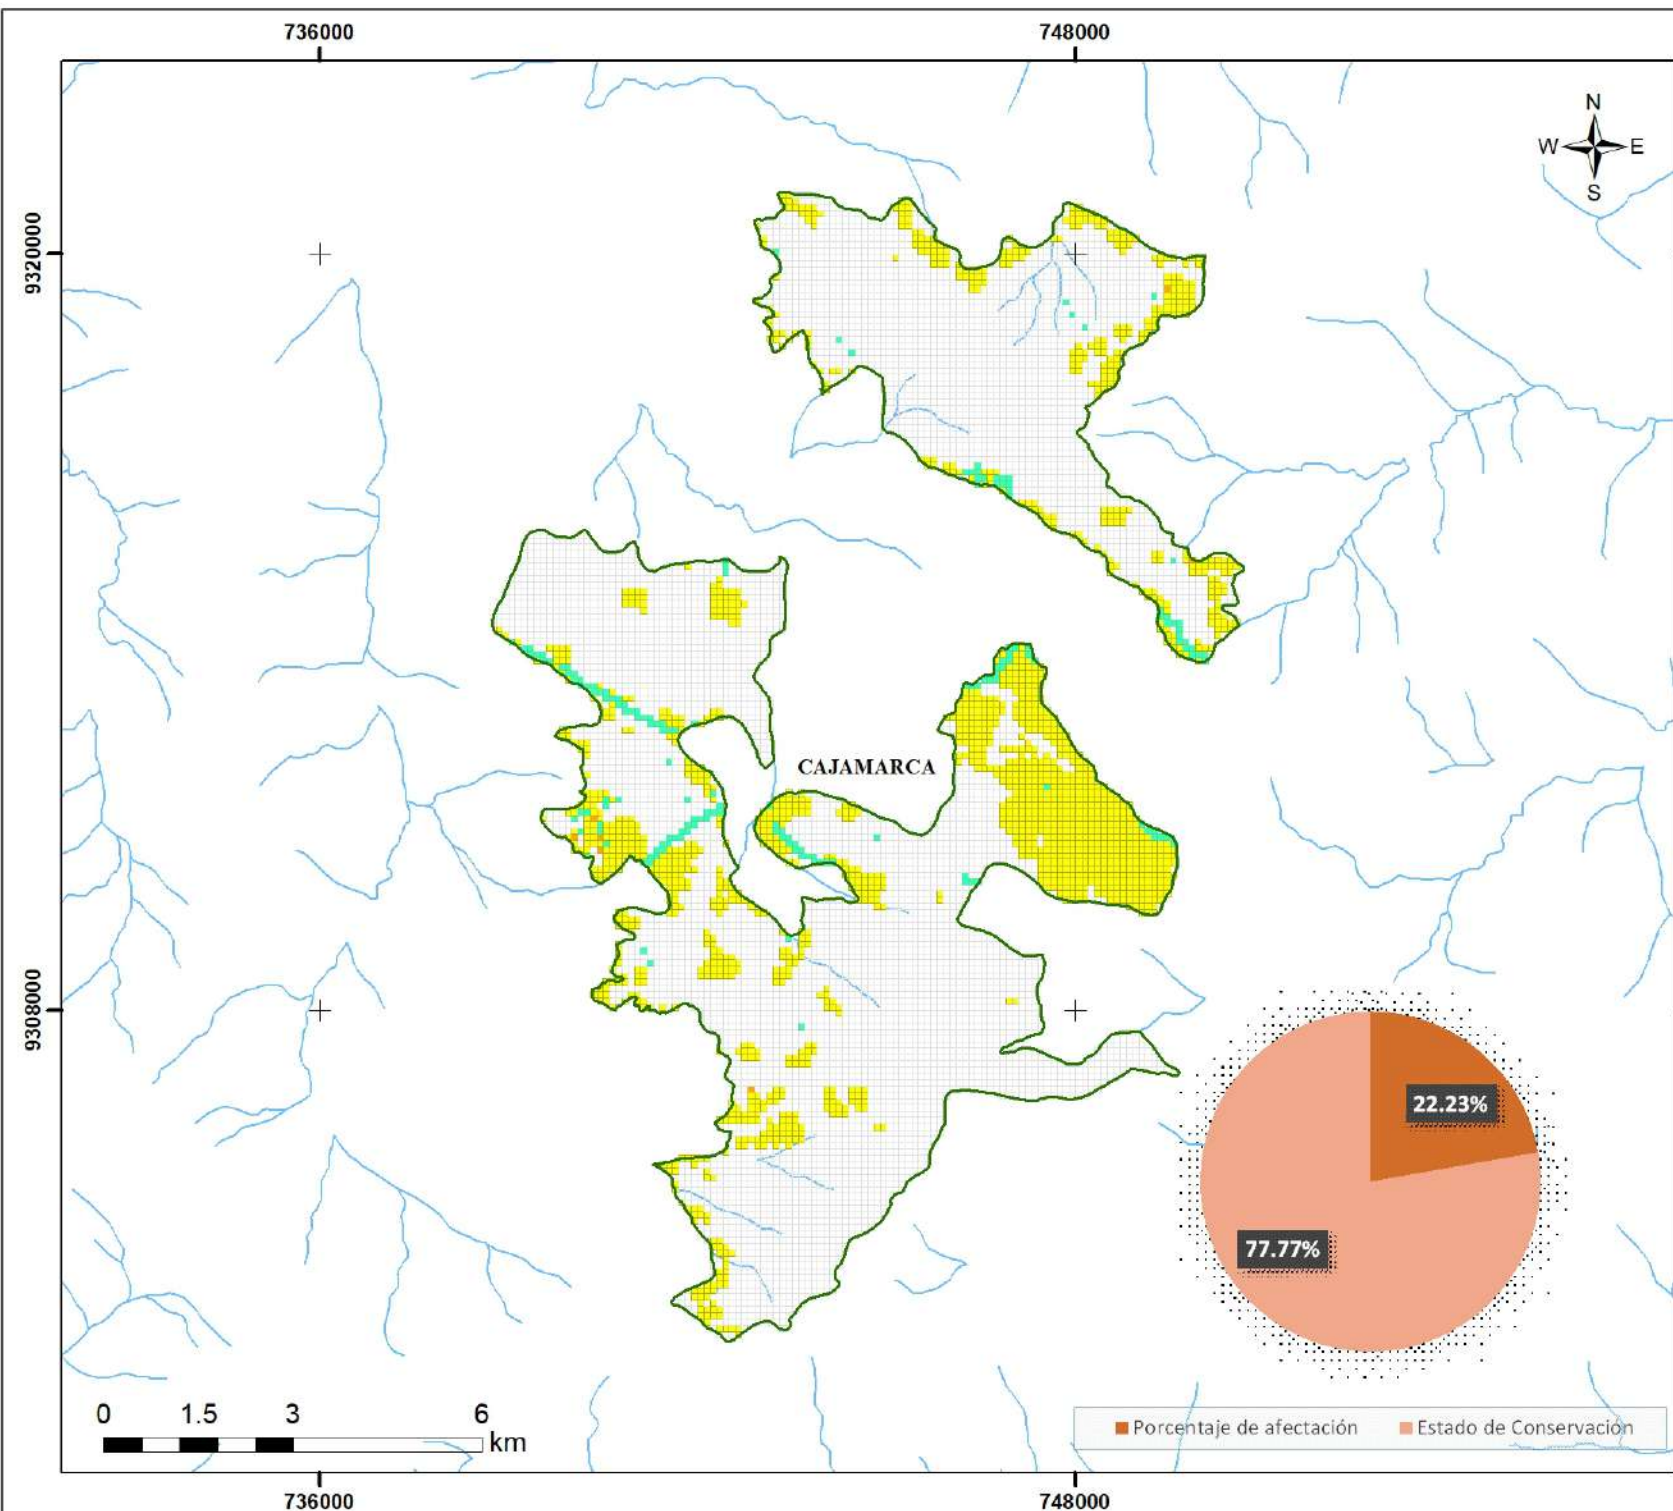 736000 748000
N
W E
S
9320000
CAJAMARCA
9308000
22.23%
77.77%
0 1.5 3 6
km
Porcentaje de afectación Estado de Conservación
736000 748000